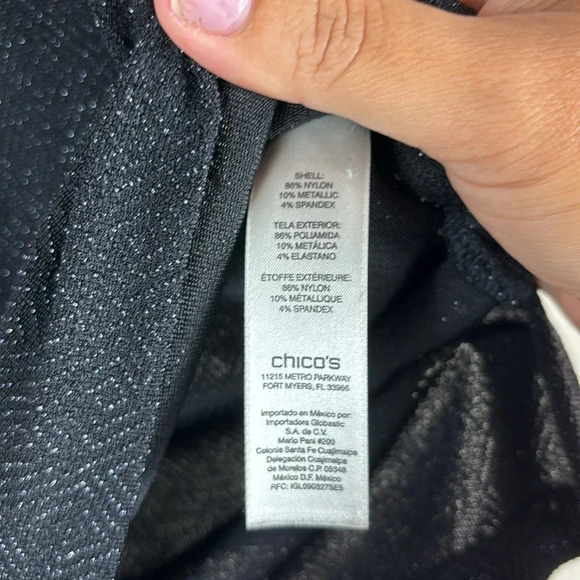 SHELL:
86% NYLON
10% METALLIC
4% SPANDEX
TELA EXTERIOR:
86% POLIAMIDA
10% METÁLICA
4% ELASTANO
ÉTOFFE EXTÉRIEURE:
86% NYLON
10% MÉTALLIQUE
4% SPANDEX
chico's
11215 METRO PARKWAY
FORT MYERS, FL 33966
Importado en México por:
Importadora Globastic
S.A. de C.V.
Mario Pani #200
Colonia Santa Fe Cuajimalpa
Delegación Cuajimalpa
de Morelos C.P. 05348
México D.F. México
RFC: IGL090327SE5